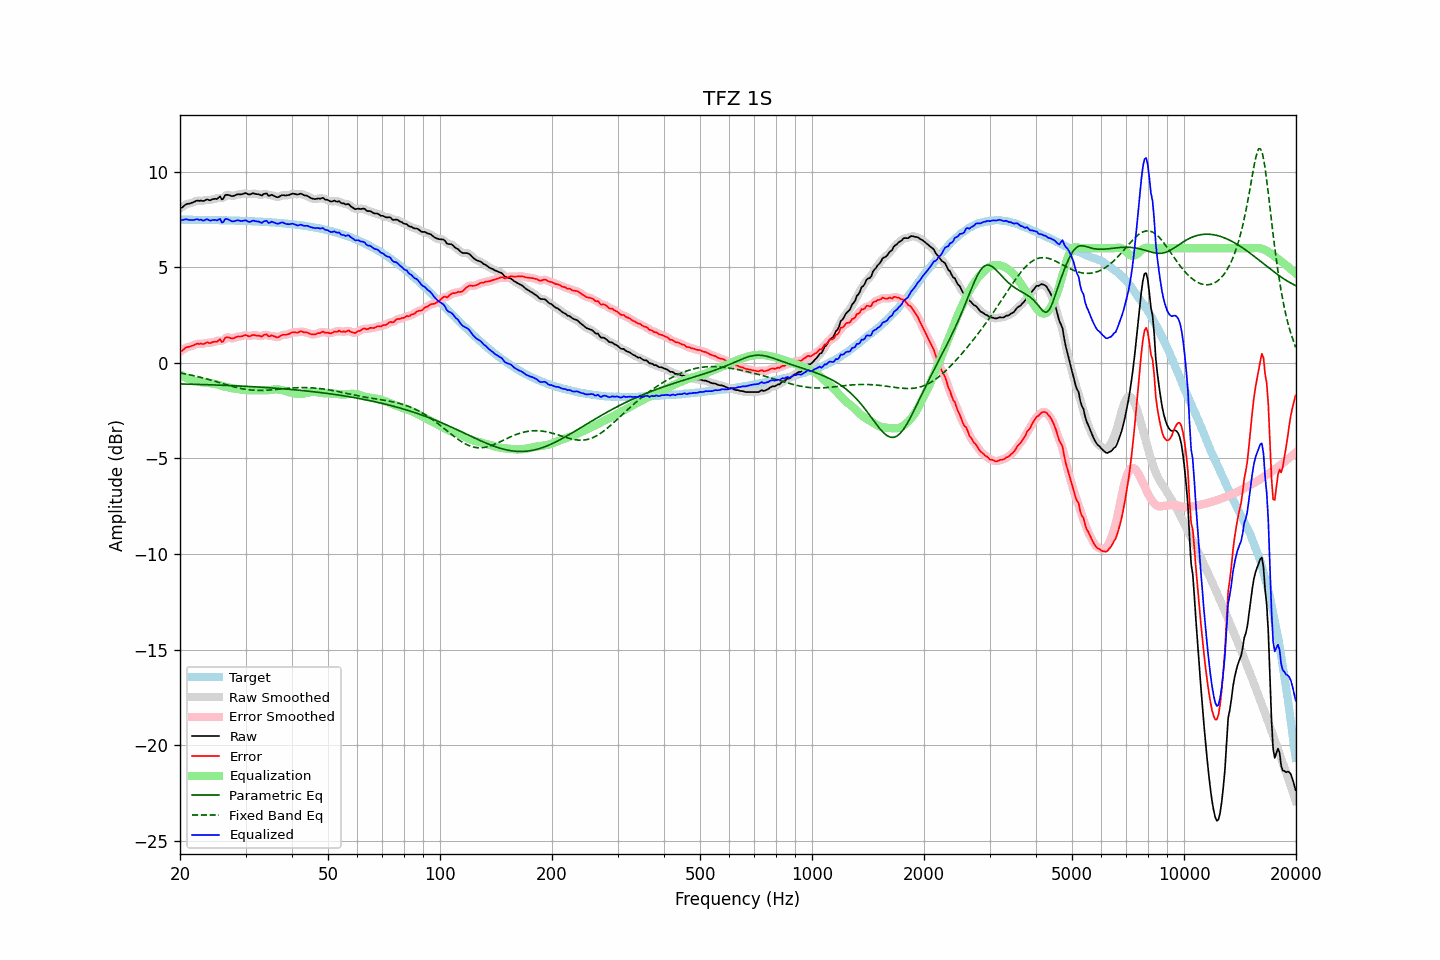 TFZ 1S
Amplitude (dBr)
10
5
0
−5
−10
−15
−20
−25
Target
Raw Smoothed
Error Smoothed
Raw
Error
Equalization
Parametric Eq
Fixed Band Eq
Equalized
20 50 100 200 500 1000 2000 5000 10000 20000
Frequency (Hz)